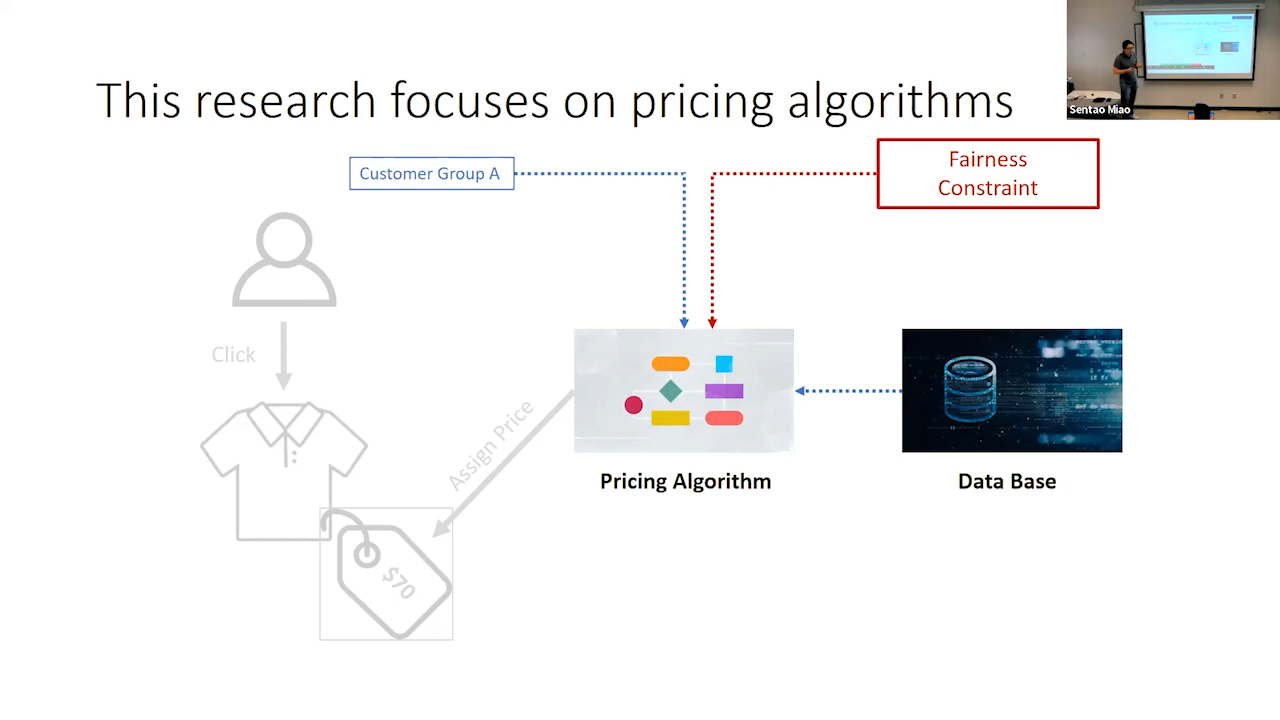 This research focuses on pricing algorithms
Sentao Miao
Customer Group A
Fairness
Constraint
Click
Assign Price
$70
Pricing Algorithm
Data Base